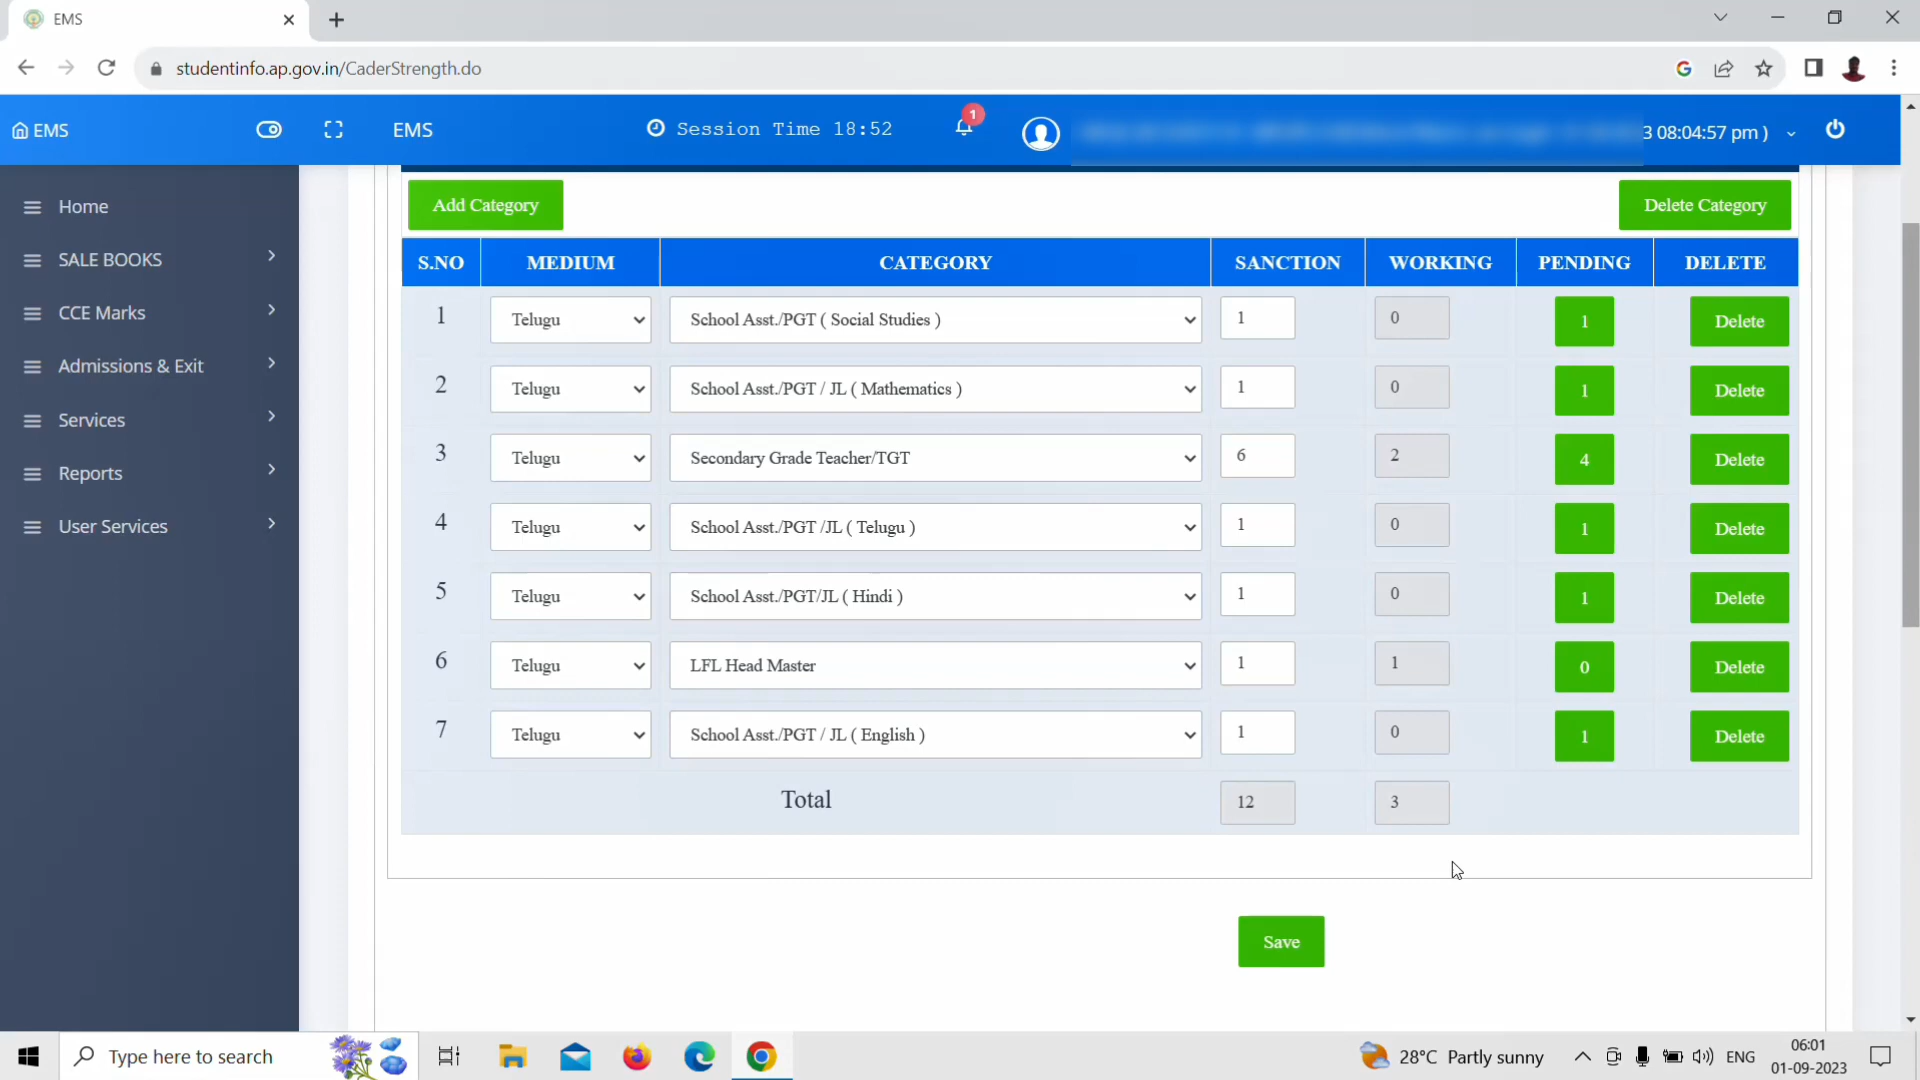 EMS
studentinfo.ap.gov.in/CaderStrength.do
EMS
EMS
Session Time 18:52
1
3 08:04:57 pm )
Home
SALE BOOKS
CCE Marks
Admissions & Exit
Services
Reports
User Services
Add Category
Delete Category
S.NO MEDIUM CATEGORY SANCTION WORKING PENDING DELETE
1 Telugu School Asst./PGT ( Social Studies ) 1 0 1 Delete
2 Telugu School Asst./PGT / JL ( Mathematics ) 1 0 1 Delete
3 Telugu Secondary Grade Teacher/TGT 6 2 4 Delete
4 Telugu School Asst./PGT /JL ( Telugu ) 1 0 1 Delete
5 Telugu School Asst./PGT/JL ( Hindi ) 1 0 1 Delete
6 Telugu LFL Head Master 1 1 0 Delete
7 Telugu School Asst./PGT / JL ( English ) 1 0 1 Delete
Total 12 3
Save
Type here to search
28°C Partly sunny
ENG
06:01
01-09-2023